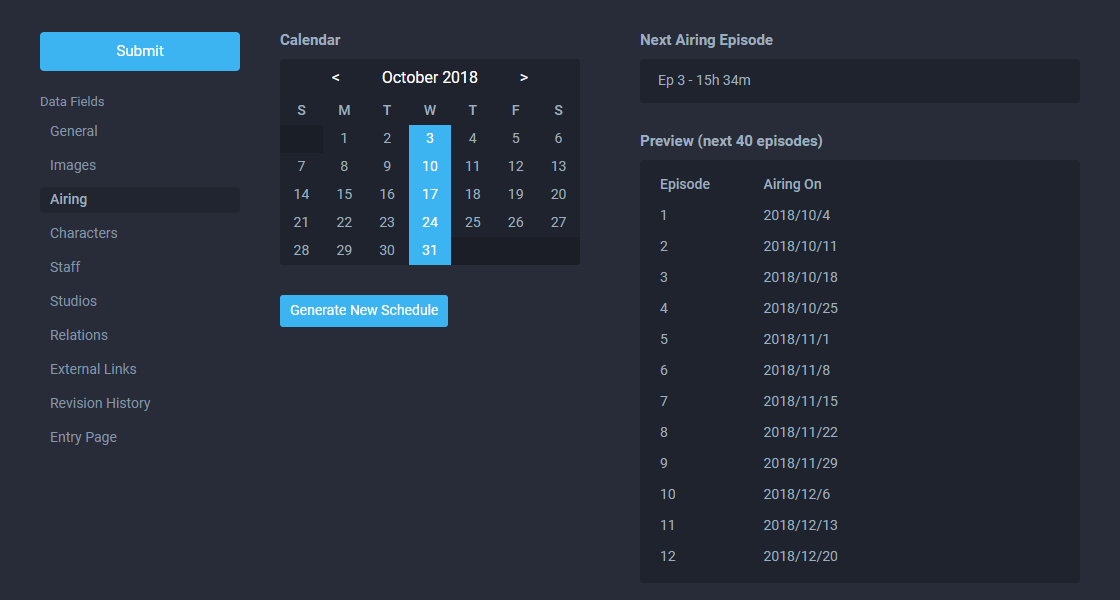 Submit
Data Fields
General
Images
Airing
Characters
Staff
Studios
Relations
External Links
Revision History
Entry Page
Calendar
< October 2018 >
S M T W T F S
1 2 3 4 5 6
7 8 9 10 11 12 13
14 15 16 17 18 19 20
21 22 23 24 25 26 27
28 29 30 31
Generate New Schedule
Next Airing Episode
Ep 3 - 15h 34m
Preview (next 40 episodes)
Episode Airing On
1 2018/10/4
2 2018/10/11
3 2018/10/18
4 2018/10/25
5 2018/11/1
6 2018/11/8
7 2018/11/15
8 2018/11/22
9 2018/11/29
10 2018/12/6
11 2018/12/13
12 2018/12/20